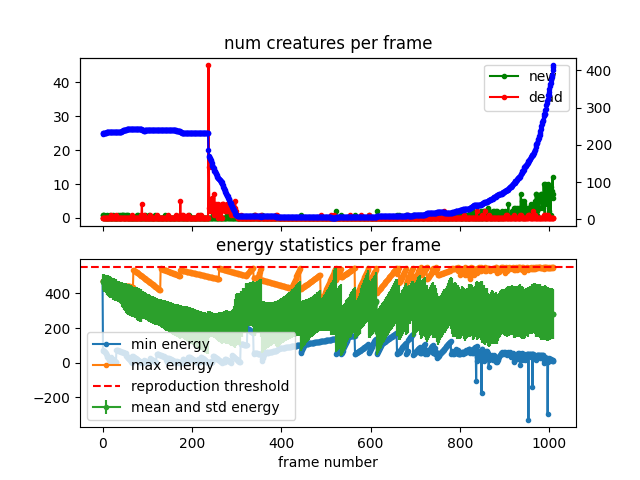 num creatures per frame
new
dead
40
30
20
10
0
400
300
200
100
0
energy statistics per frame
400
200
0
−200
min energy
max energy
reproduction threshold
mean and std energy
0
200
400
600
800
1000
frame number